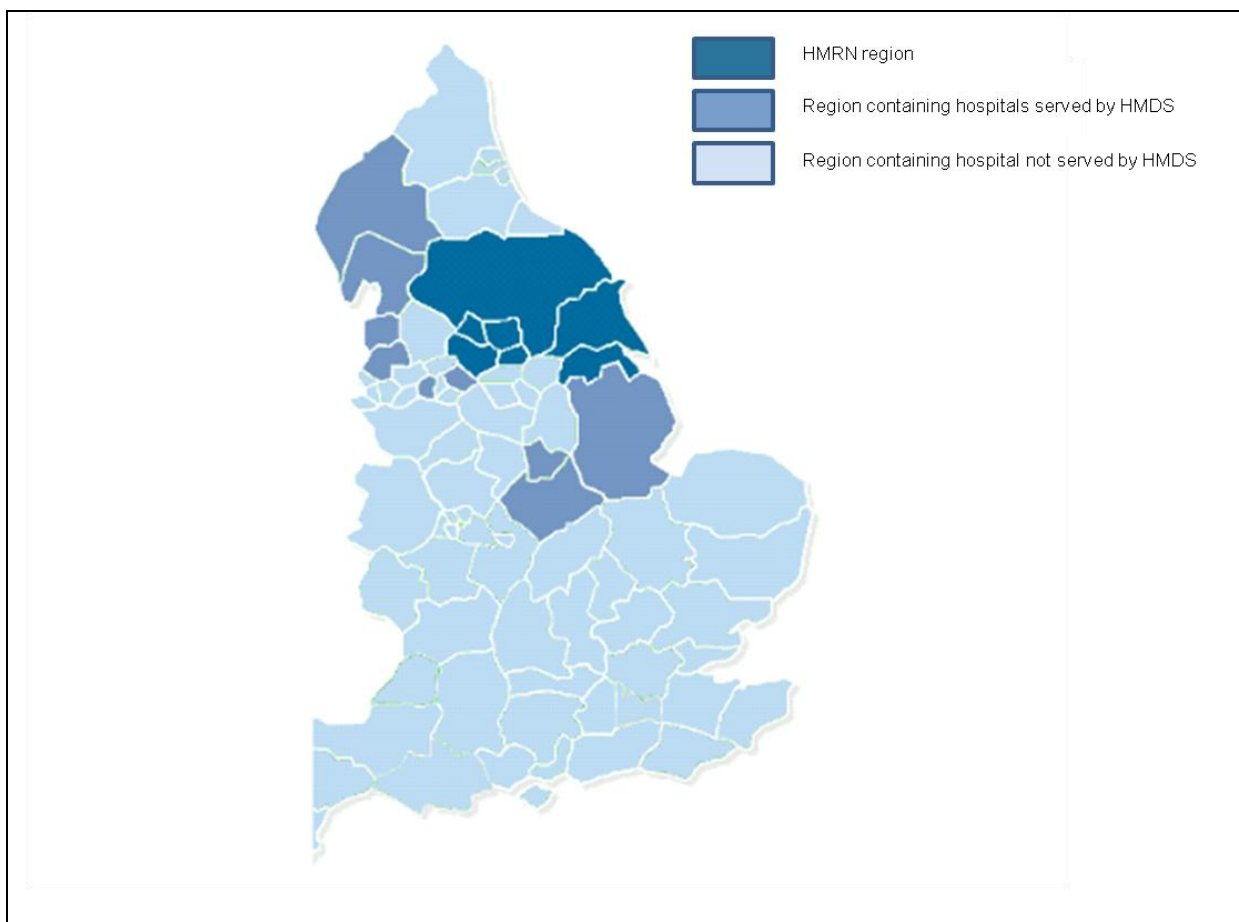 HMRN region
Region containing hospitals served by HMDS
Region containing hospital not served by HMDS